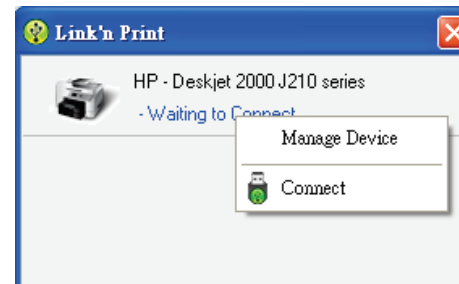 Link'n Print
HP - Deskjet 2000 J210 series
- Waiting to Connect
Manage Device
Connect